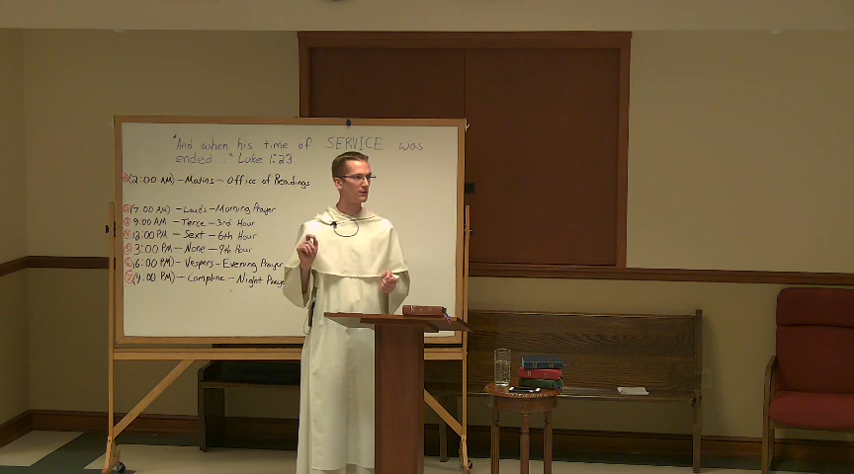 "And when his time of SERVICE was
ended..." Luke 1:23
(2:00 AM) - Matins - Office of Readings
(7:00 AM) - Lauds - Morning Prayer
9:00 AM - Terce - 3rd Hour
12:00 PM - Sext - 6th Hour
3:00 PM - None - 9th Hour
(6:00 PM) - Vespers - Evening Prayer
(9:00 PM) - Compline - Night Prayer